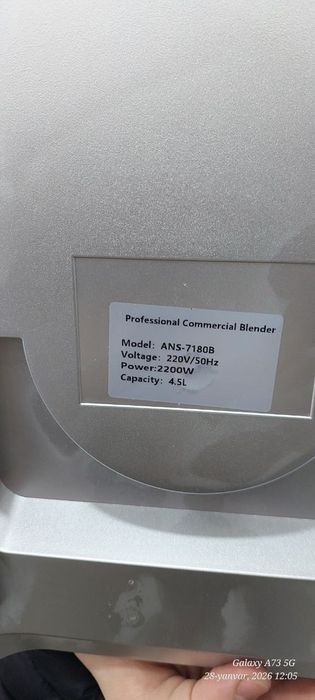 Professional Commercial Blender
Model: ANS-7180B
Voltage: 220V/50Hz
Power:2200W
Capacity: 4.5L
Galaxy A73 5G
28-yanvar, 2026 12:05